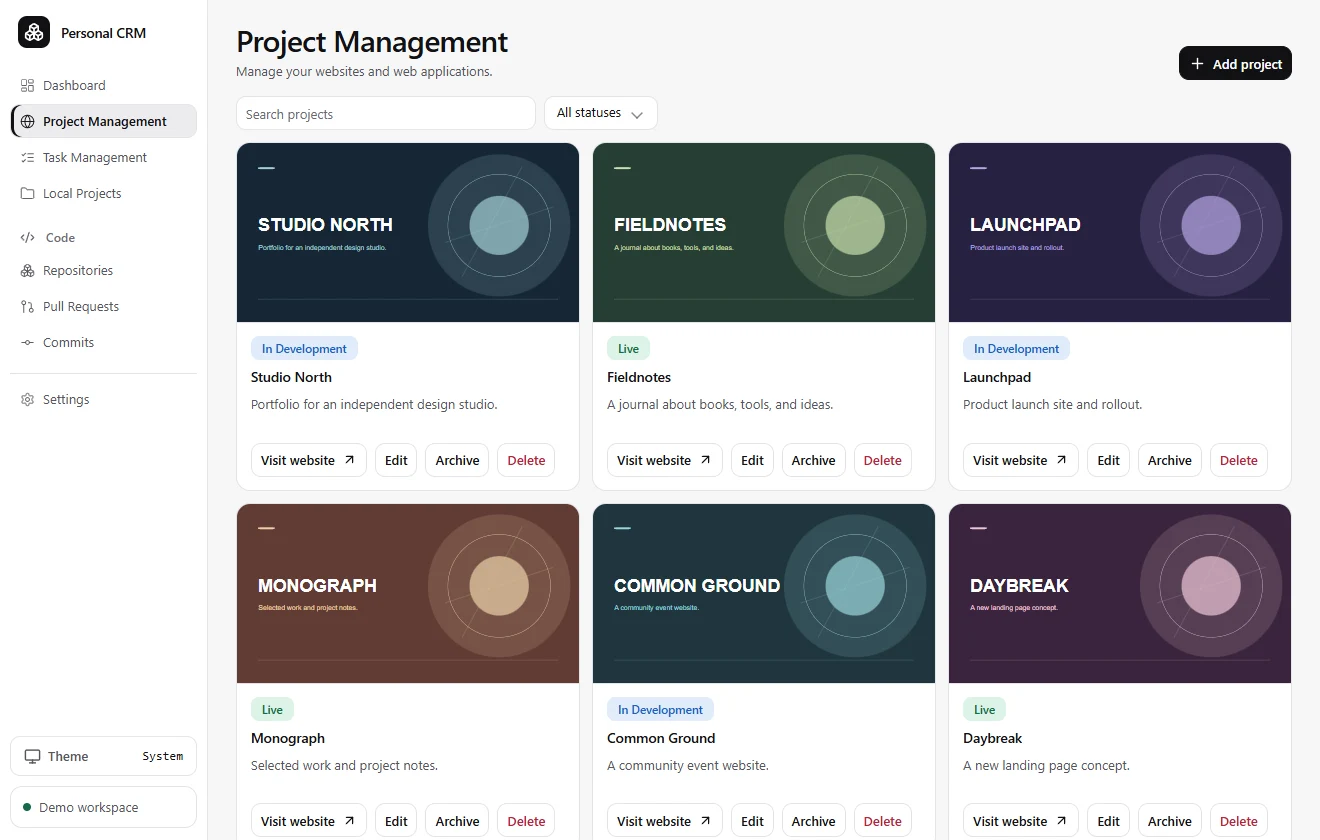 Personal CRM
Dashboard
Project Management
Task Management
Local Projects
Code
Repositories
Pull Requests
Commits
Settings
Theme System
Demo workspace
Project Management
Manage your websites and web applications.
Add project
Search projects
All statuses
STUDIO NORTH
Portfolio for an independent design studio.
In Development
Studio North
Portfolio for an independent design studio.
Visit website Edit Archive Delete
FIELDNOTES
A journal about books, tools, and ideas.
Live
Fieldnotes
A journal about books, tools, and ideas.
Visit website Edit Archive Delete
LAUNCHPAD
Product launch site and rollout.
In Development
Launchpad
Product launch site and rollout.
Visit website Edit Archive Delete
MONOGRAPH
Selected work and project notes.
Live
Monograph
Selected work and project notes.
Visit website Edit Archive Delete
COMMON GROUND
A community event website.
In Development
Common Ground
A community event website.
Visit website Edit Archive Delete
DAYBREAK
A new landing page concept.
Live
Daybreak
A new landing page concept.
Visit website Edit Archive Delete